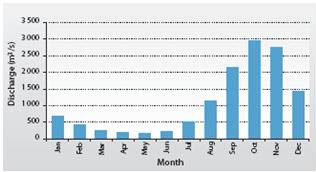 Discharge (m³/s)
3 500
3 000
2 500
2 000
1 500
1 000
500
0
Jan Feb Mar Apr May Jun Jul Aug Sep Oct Nov Dec
Month